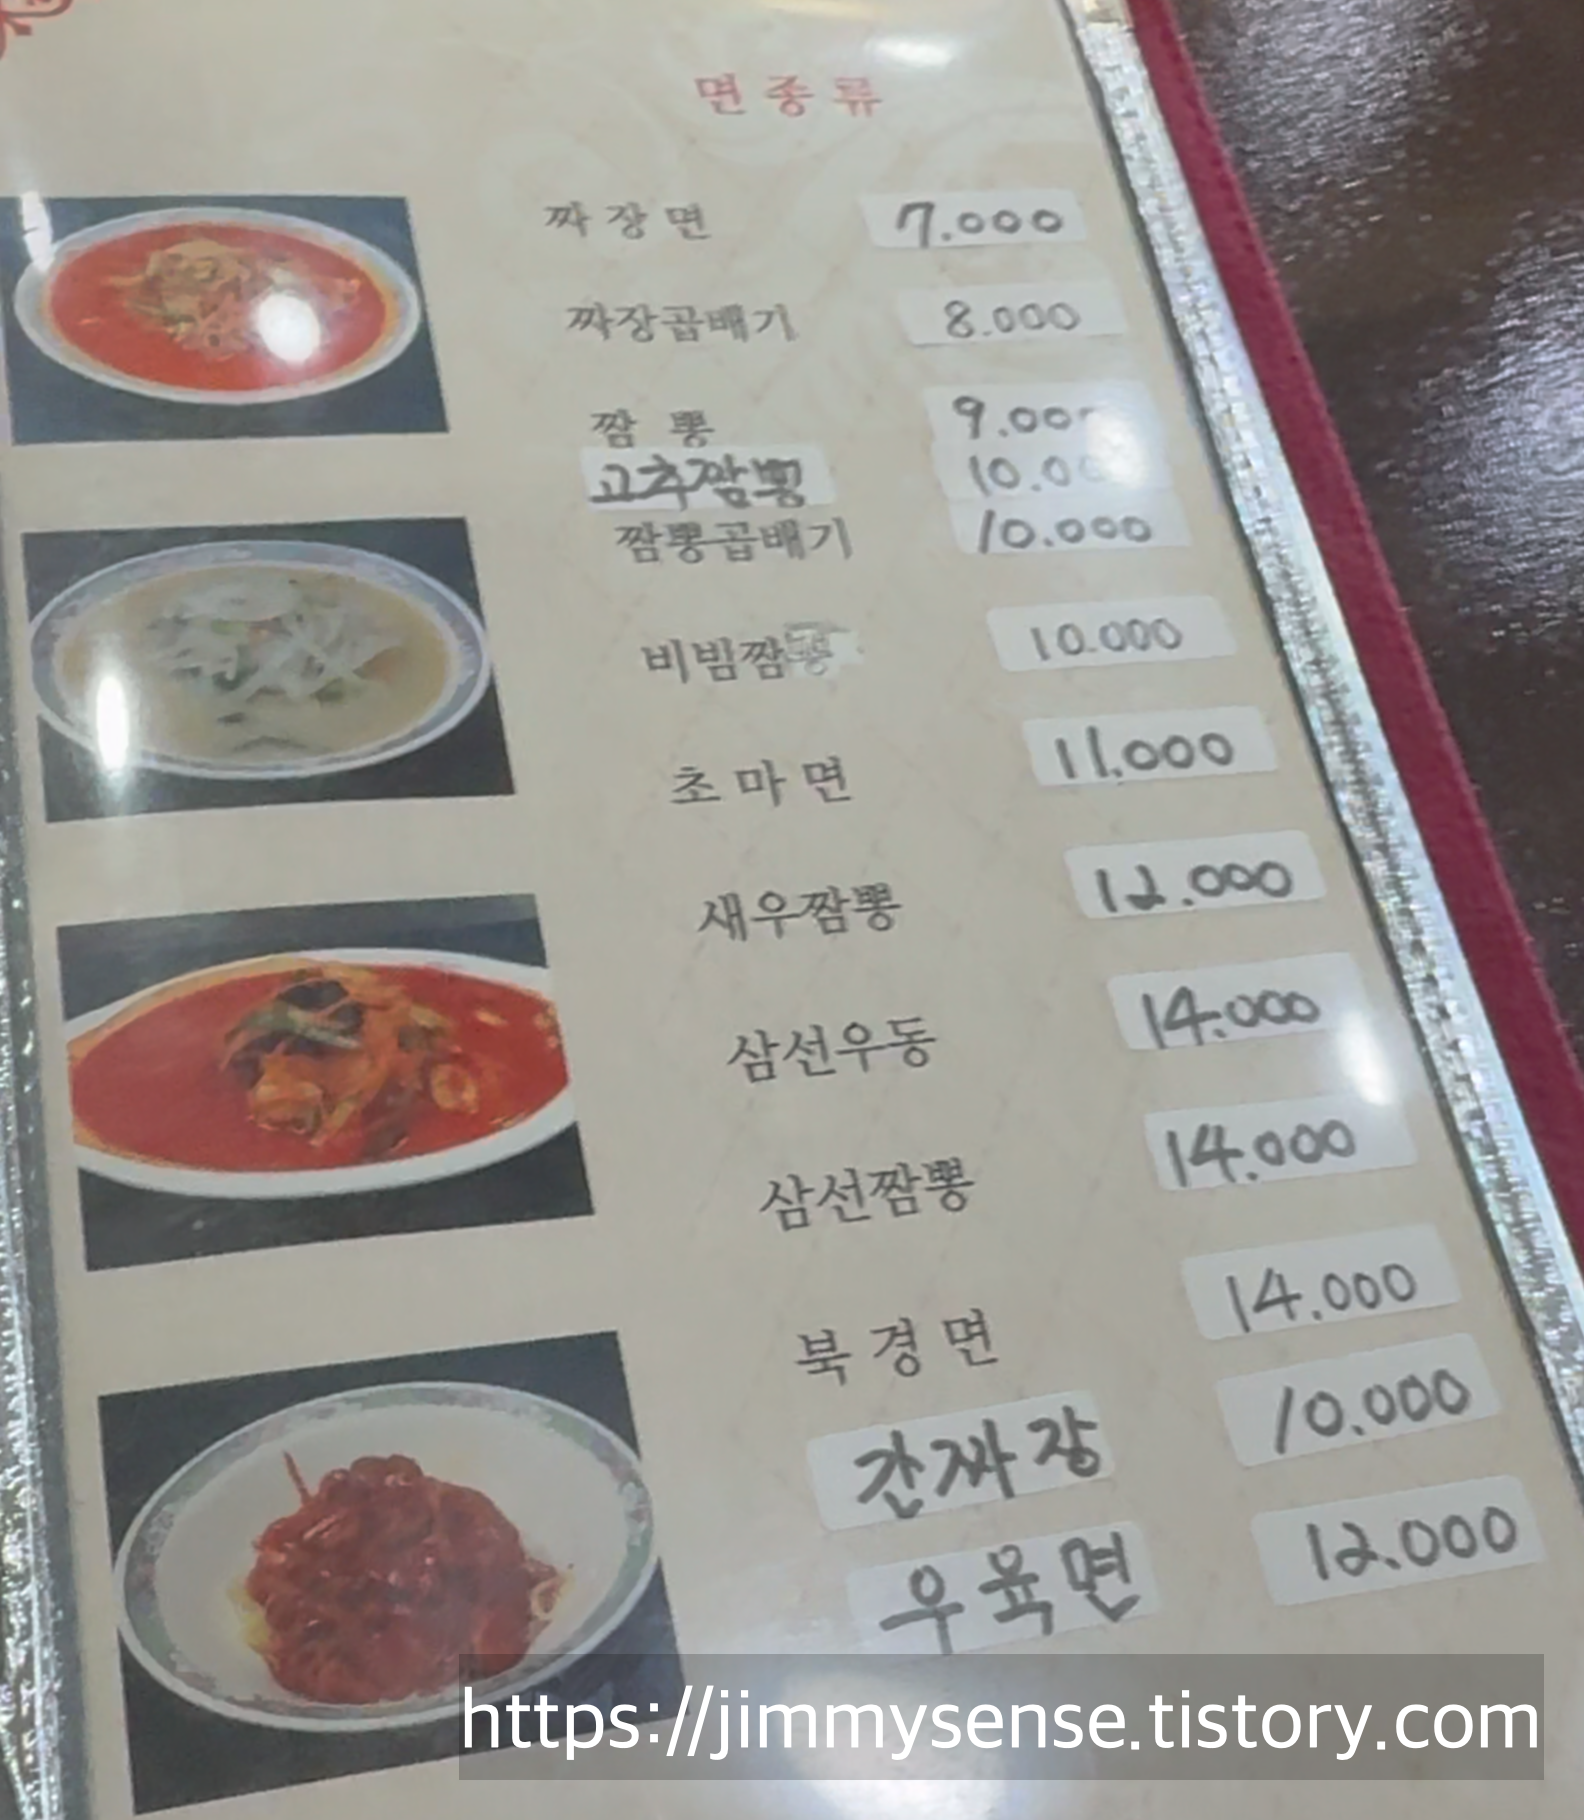 면종류
짜장면 7.000
짜장곱배기 8.000
짬뽕 9.000
고추짬뽕 10.00
짬뽕곱배기 10.000
비빔짬뽕 10.000
초마면 11.000
새우짬뽕 12.000
삼선우동 14.000
삼선짬뽕 14.000
북경면 14.000
간짜장 10.000
우육면 12.000
https://jimmysense.tistory.com